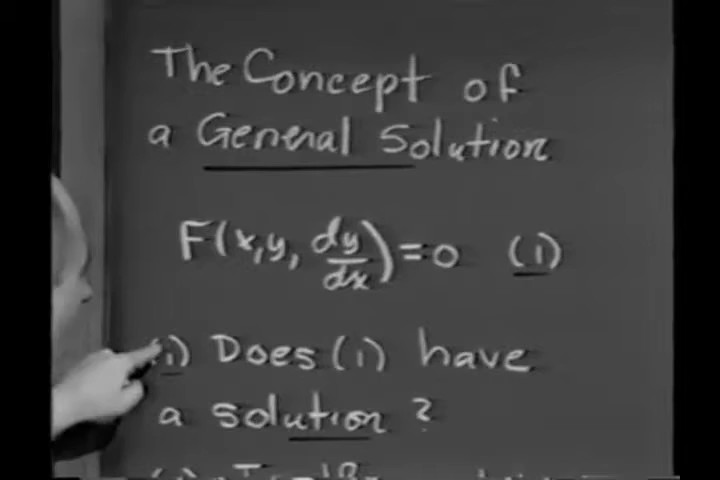 The Concept of
a General Solution
F(x,y, dy/dx)=0 (1)
(i) Does (1) have
a solution ?